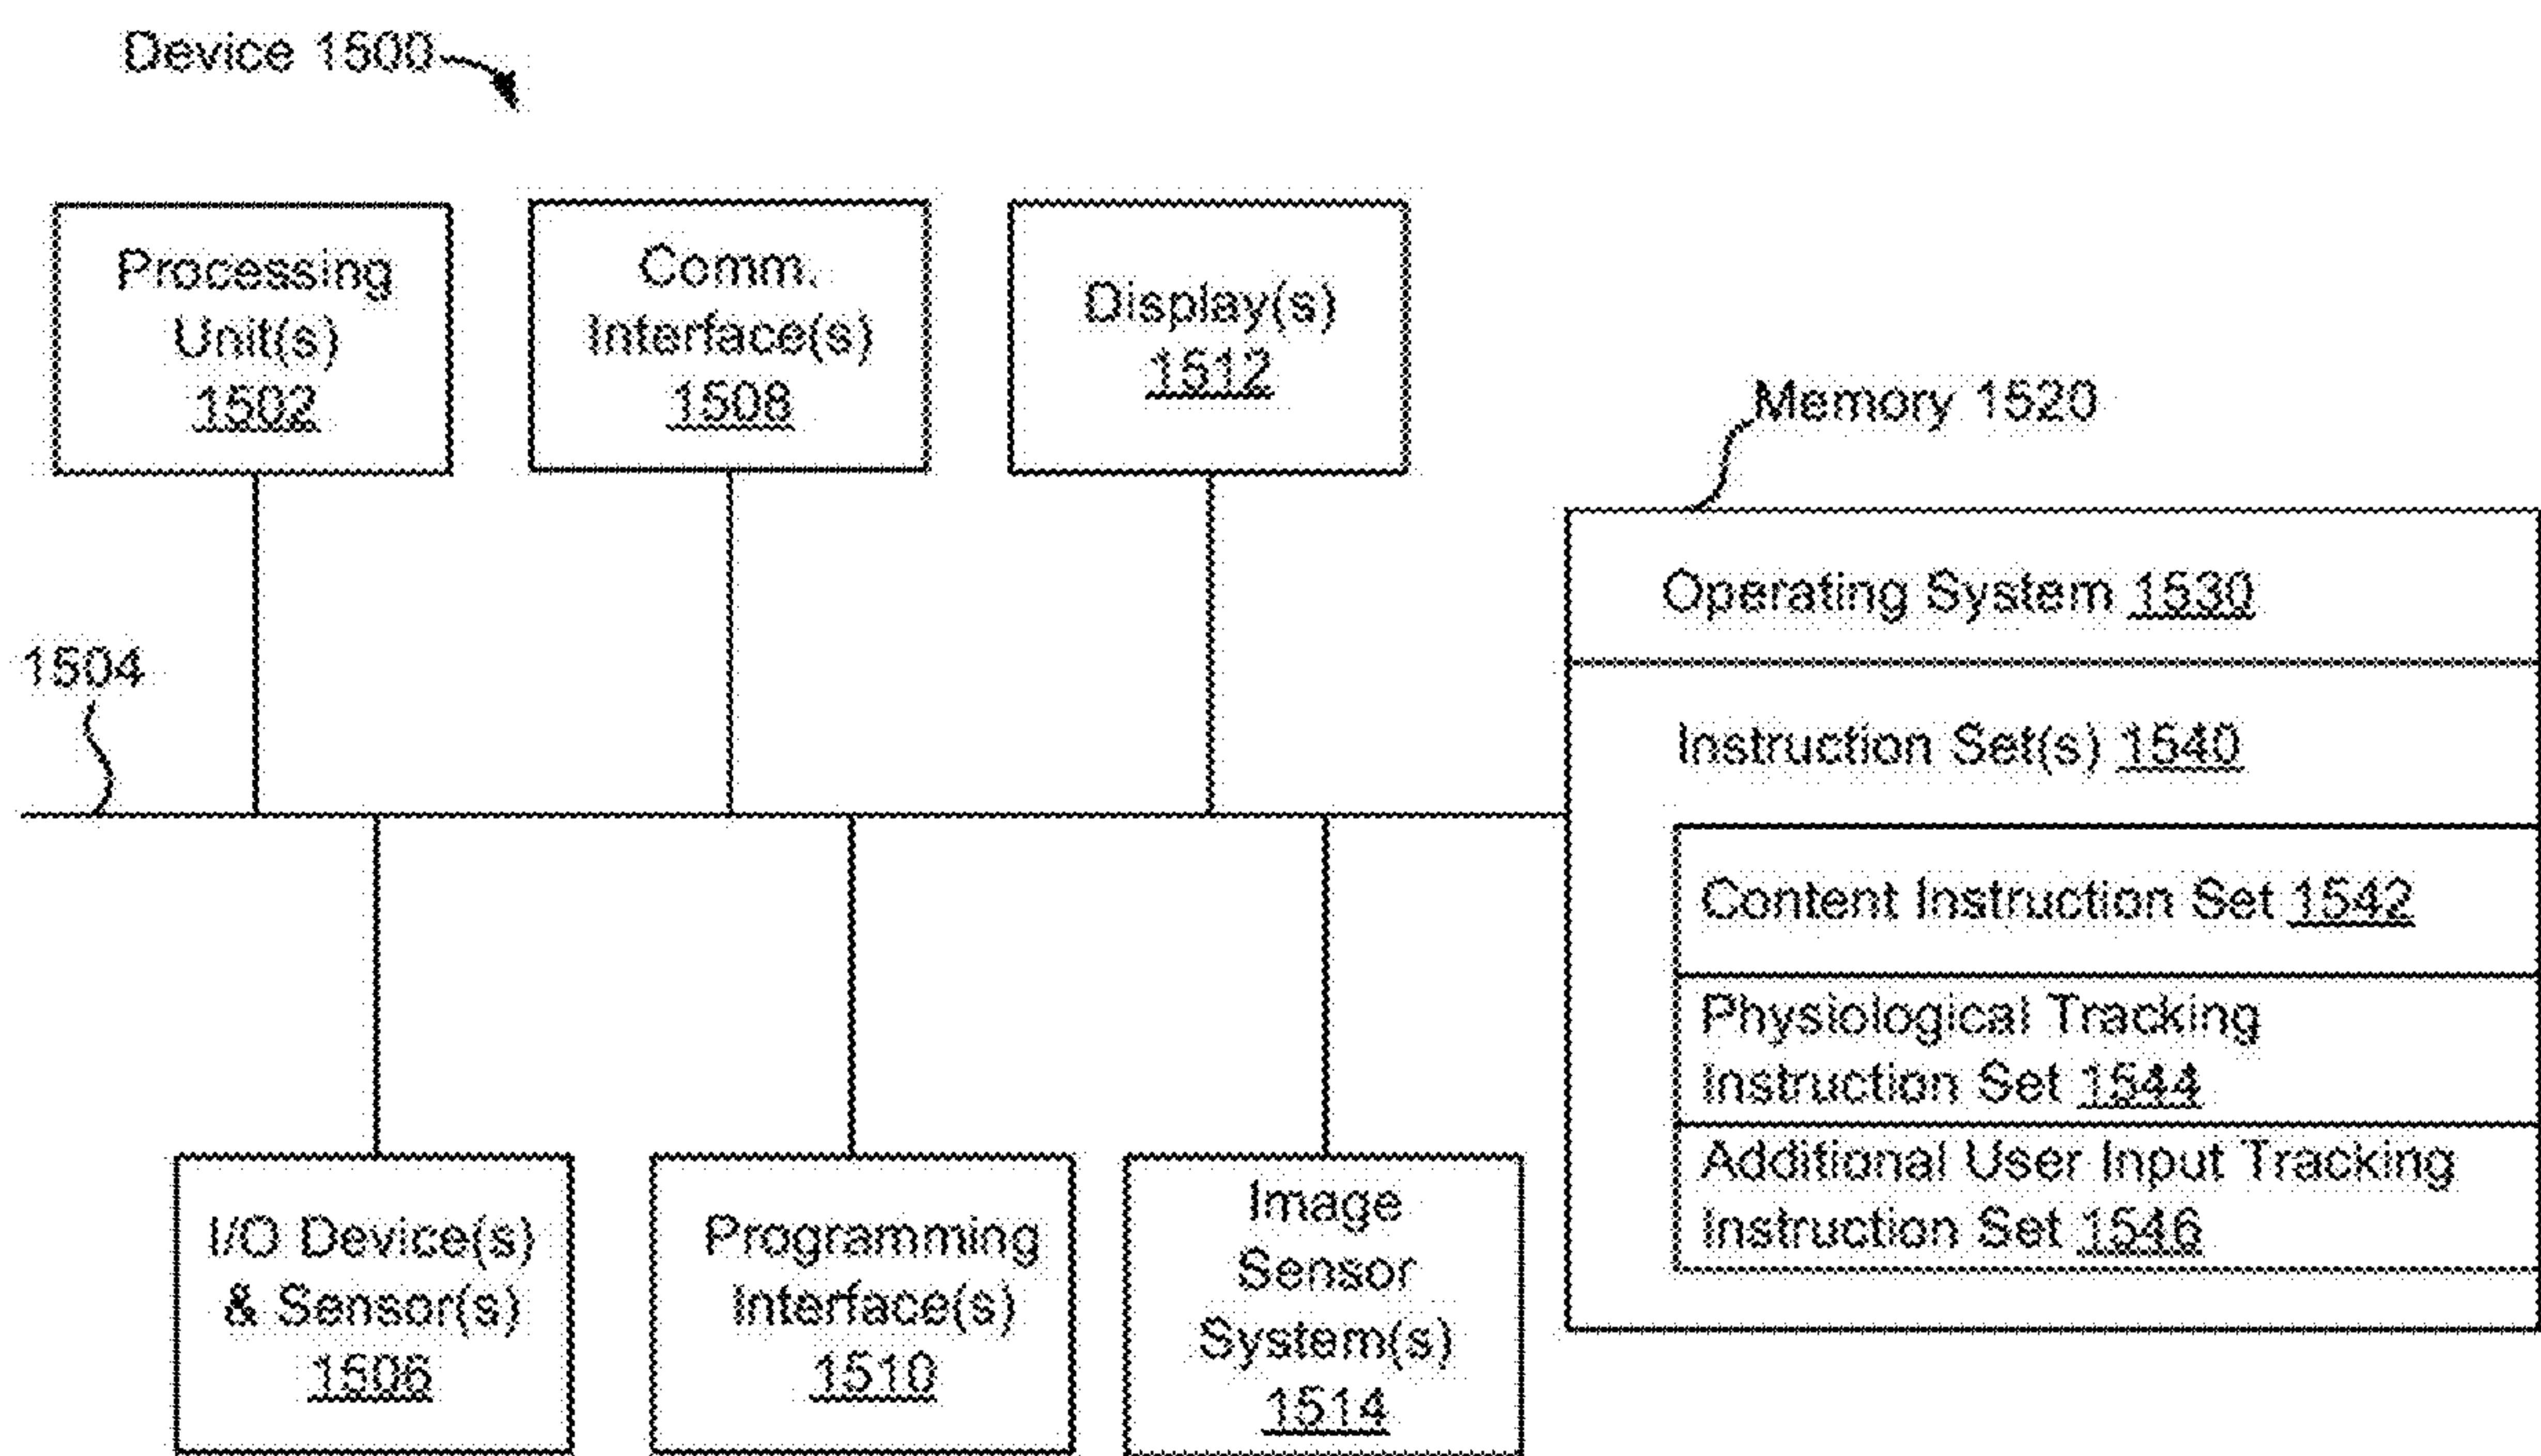 Device 1500
Processing
Unit(s)
1502
Comm.
Interface(s)
1508
Display(s)
1512
Memory 1520
Operating System 1530
1504
Instruction Set(s) 1540
Content Instruction Set 1542
Physiological Tracking
Instruction Set 1544
Additional User Input Tracking
Instruction Set 1546
I/O Device(s)
& Sensor(s)
1506
Programming
Interface(s)
1510
Image
Sensor
System(s)
1514